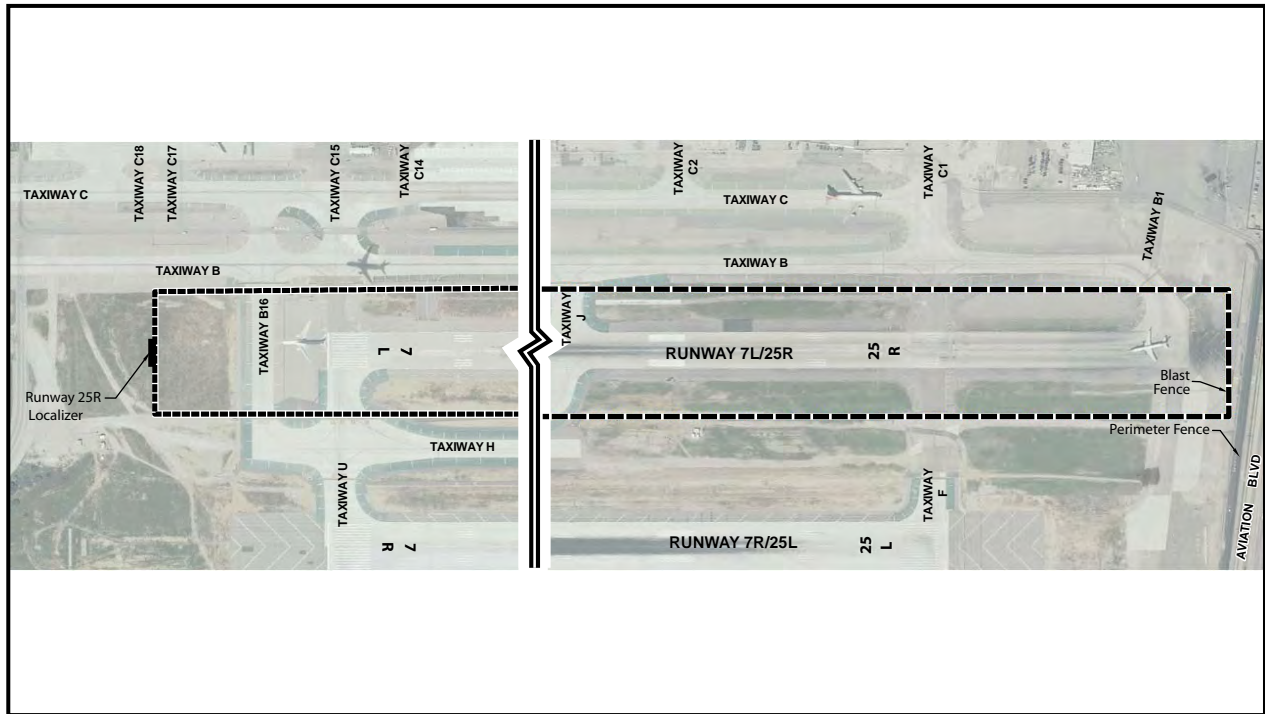 TAXIWAY C18
TAXIWAY C17
TAXIWAY C15
TAXIWAY
C14
TAXIWAY
C2
TAXIWAY
C1
TAXIWAY C
TAXIWAY C
TAXIWAY B1
TAXIWAY B
TAXIWAY B
TAXIWAY B16
TAXIWAY
J
7
L
RUNWAY 7L/25R
25
R
Runway 25R
Localizer
Blast
Fence
Perimeter Fence
TAXIWAY H
TAXIWAY U
TAXIWAY
F
7
R
RUNWAY 7R/25L
25
L
AVIATION BLVD